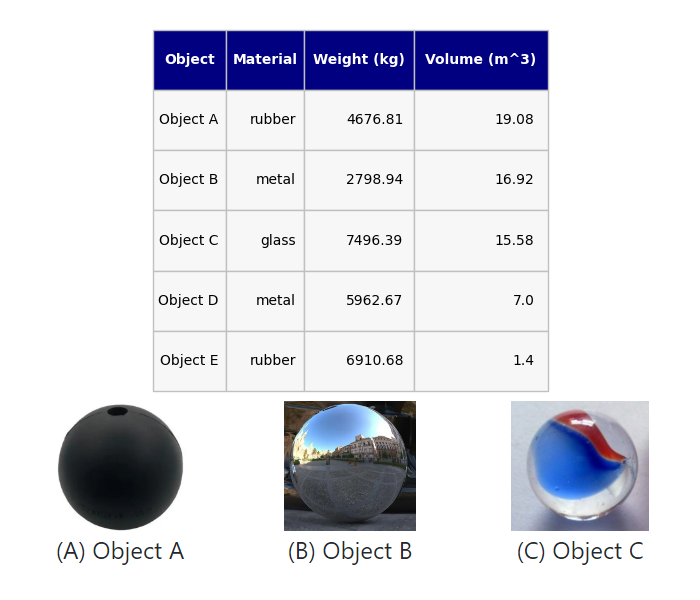 Object Material Weight (kg) Volume (m^3)
Object A rubber 4676.81 19.08
Object B metal 2798.94 16.92
Object C glass 7496.39 15.58
Object D metal 5962.67 7.0
Object E rubber 6910.68 1.4
(A) Object A (B) Object B (C) Object C